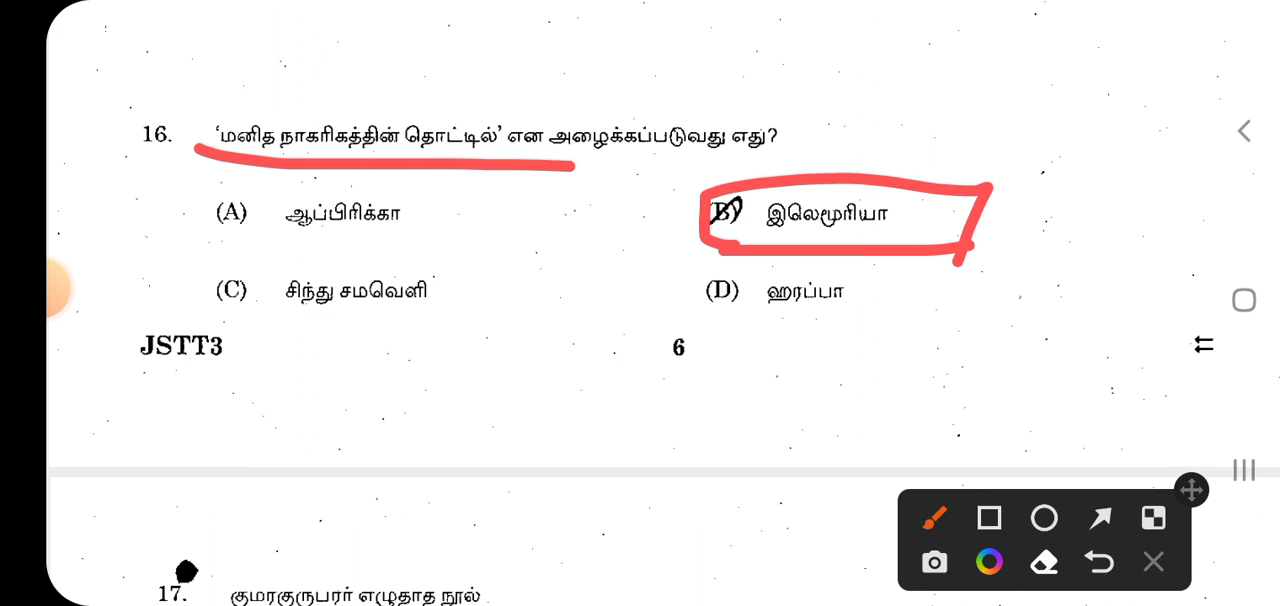 16. 'மனித நாகரிகத்தின் தொட்டில்' என அழைக்கப்படுவது எது?
(A) ஆப்பிரிக்கா (B) இலெமூரியா
(C) சிந்து சமவெளி (D) ஹரப்பா
JSTT3 6
17. குமரகுருபரர் எழுதாத நூல்